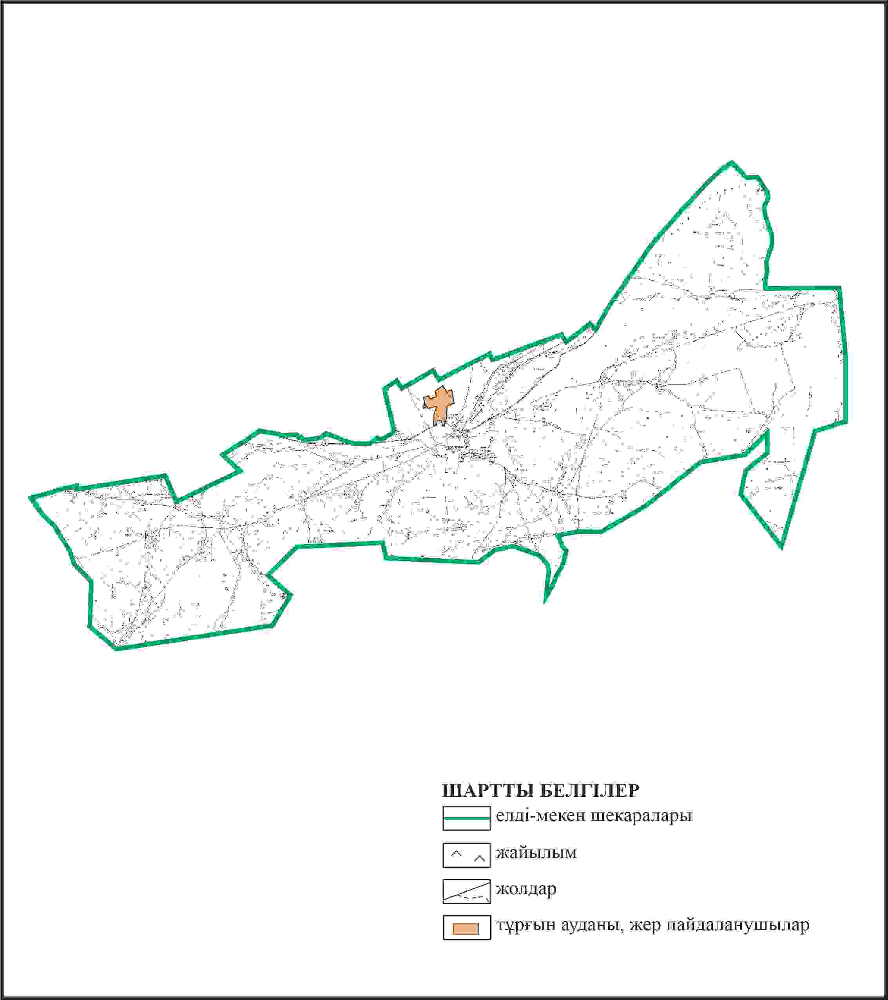 ШАРТТЫ БЕЛГІЛЕР
елді-мекен шекаралары
жайылым
жолдар
тұрғын ауданы, жер пайдаланушылар